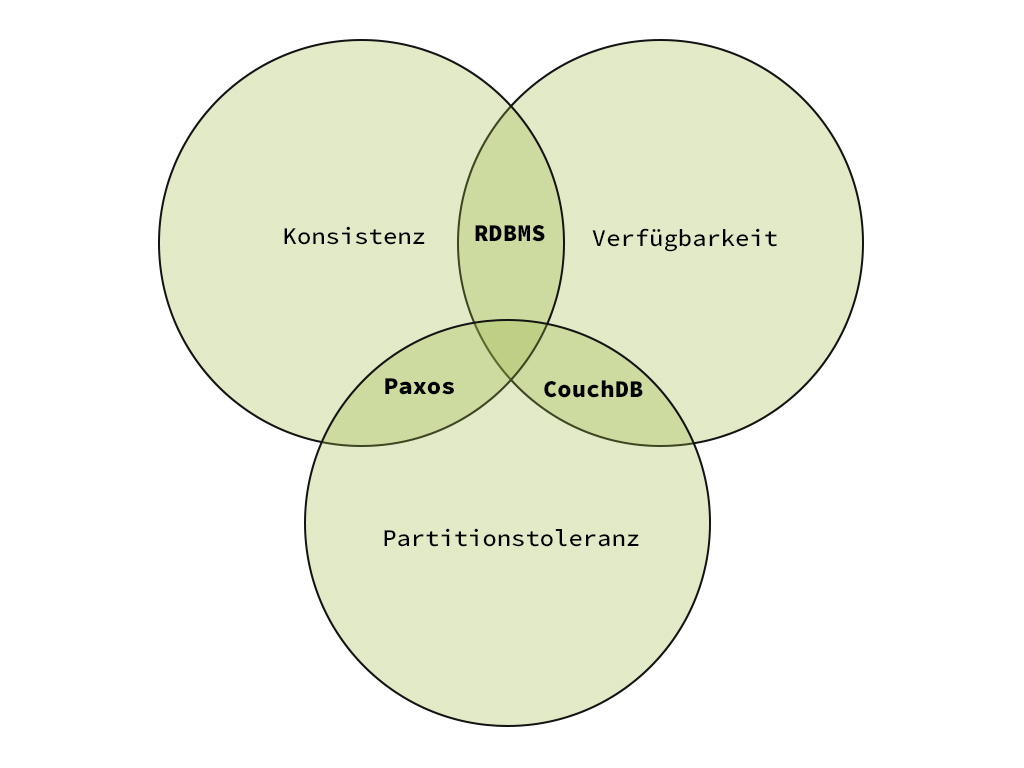 Konsistenz
RDBMS
Verfügbarkeit
Paxos
CouchDB
Partitionstoleranz